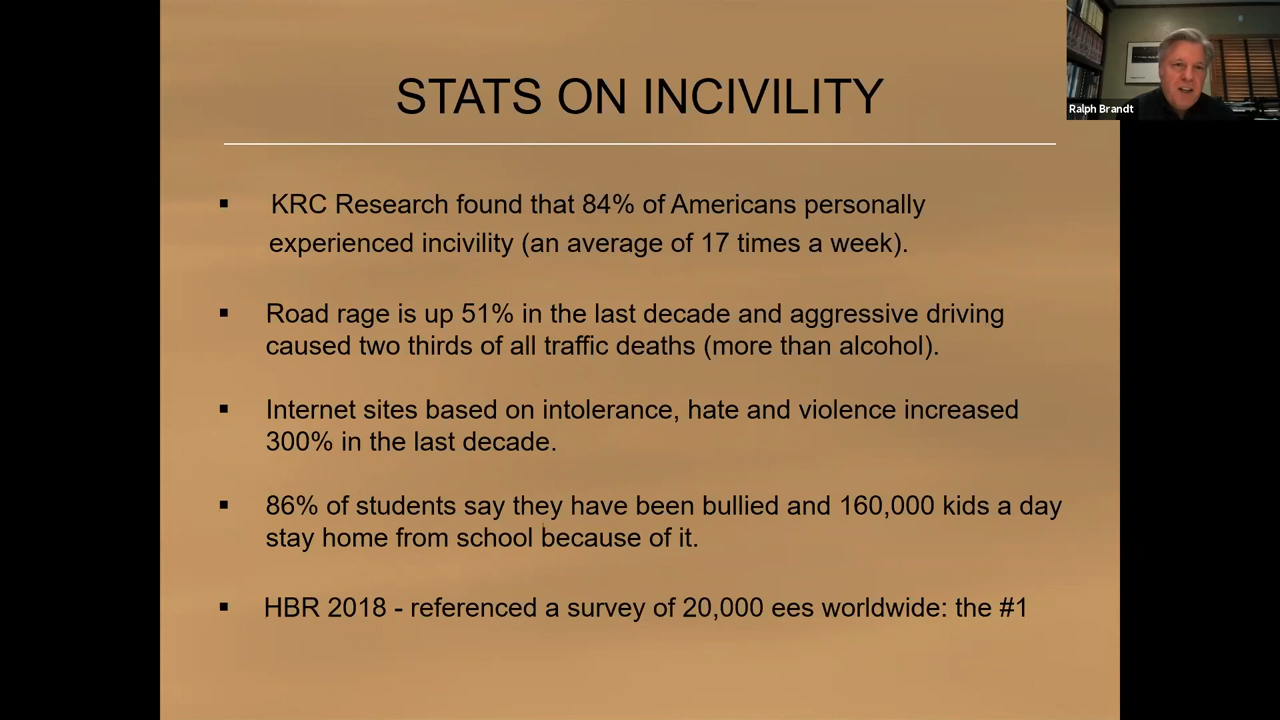 STATS ON INCIVILITY
Ralph Brandt
▪ KRC Research found that 84% of Americans personally
experienced incivility (an average of 17 times a week).
▪ Road rage is up 51% in the last decade and aggressive driving
caused two thirds of all traffic deaths (more than alcohol).
▪ Internet sites based on intolerance, hate and violence increased
300% in the last decade.
▪ 86% of students say they have been bullied and 160,000 kids a day
stay home from school because of it.
▪ HBR 2018 - referenced a survey of 20,000 ees worldwide: the #1